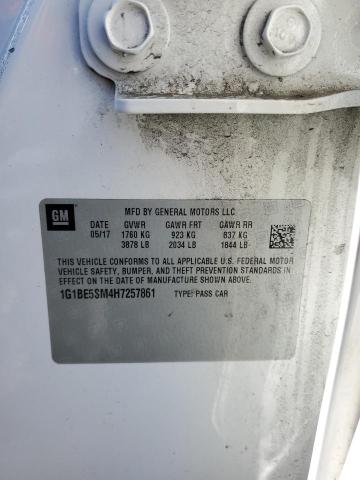 GM
MFD BY GENERAL MOTORS LLC
DATE GVWR GAWR FRT GAWR RR
05/17 1760 KG 923 KG 837 KG
3878 LB 2034 LB 1844 LB
THIS VEHICLE CONFORMS TO ALL APPLICABLE U.S. FEDERAL MOTOR
VEHICLE SAFETY, BUMPER, AND THEFT PREVENTION STANDARDS IN
EFFECT ON THE DATE OF MANUFACTURE SHOWN ABOVE.
1G1BE5SM4H7257861 TYPE: PASS CAR